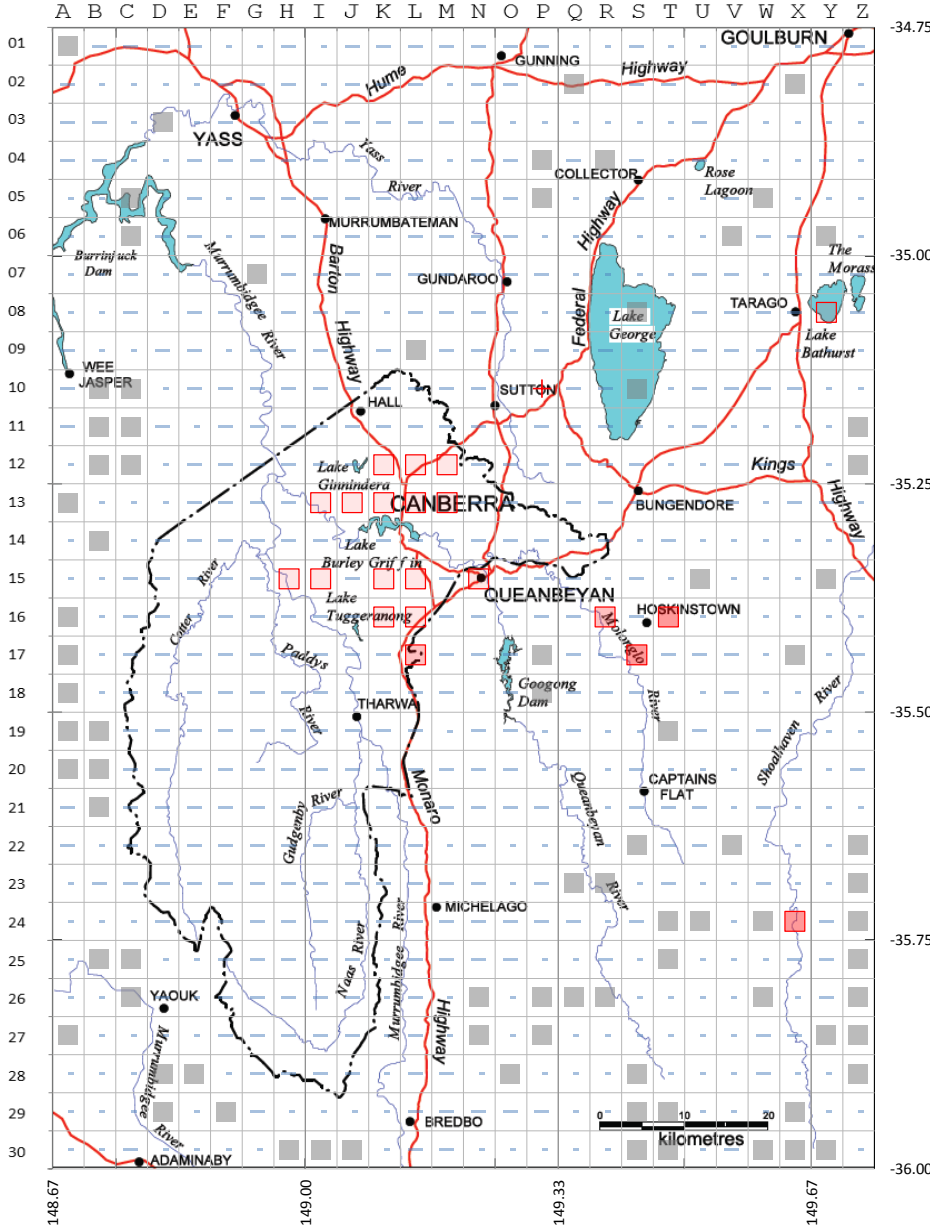 A B C D E F G H I J K L M N O P Q R S T U V W X Y Z
-34.75
01
GOULBURN
GUNNING
Hume
Highway
02
03
YASS
Yass
River
04
COLLECTOR
Rose
Lagoon
05
MURRUMBATEMAN
Highway
06
Burrinjuck
Dam
Murrumbidgee
River
Barton
Highway
The
Morass
-35.00
07
GUNDAROO
TARAGO
08
Federal
Lake
George
Lake
Bathurst
09
WEE
JASPER
10
SUTTON
HALL
11
12
Lake
Ginnindera
Kings
Highway
-35.25
13
CANBERRA
BUNGENDORE
14
Lake
Burley Griffin
15
QUEANBEYAN
Cotter
River
Lake
Tuggeranong
HOSKINSTOWN
16
Molonglo
River
17
Paddys
River
Googong
Dam
18
THARWA
Shoalhaven
River
-35.50
19
20
Monaro
Highway
CAPTAINS
FLAT
21
Gudgenby
River
Queanbeyan
River
22
23
24
MICHELAGO
Naas
River
Murrumbidgee
River
-35.75
25
26
YAOUK
27
Murrumbidgee
River
28
29
BREDBO
0 10 20
kilometres
30
ADAMINABY
-36.00
148.67
149.00
149.33
149.67